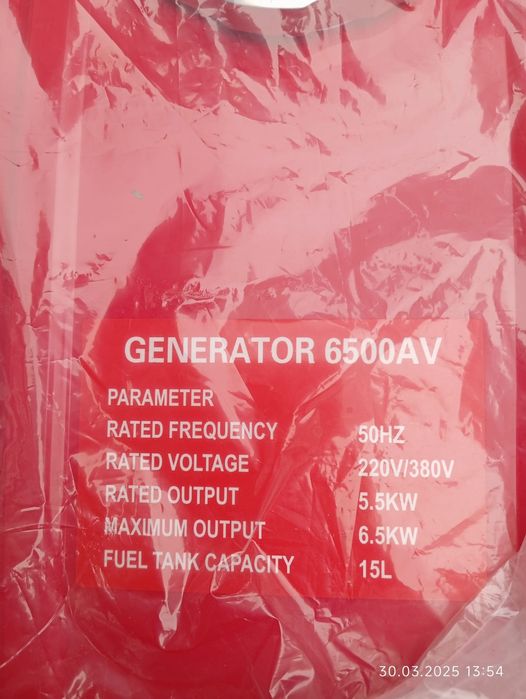 GENERATOR 6500AV
PARAMETER
RATED FREQUENCY 50HZ
RATED VOLTAGE 220V/380V
RATED OUTPUT 5.5KW
MAXIMUM OUTPUT 6.5KW
FUEL TANK CAPACITY 15L
30.03.2025 13:54